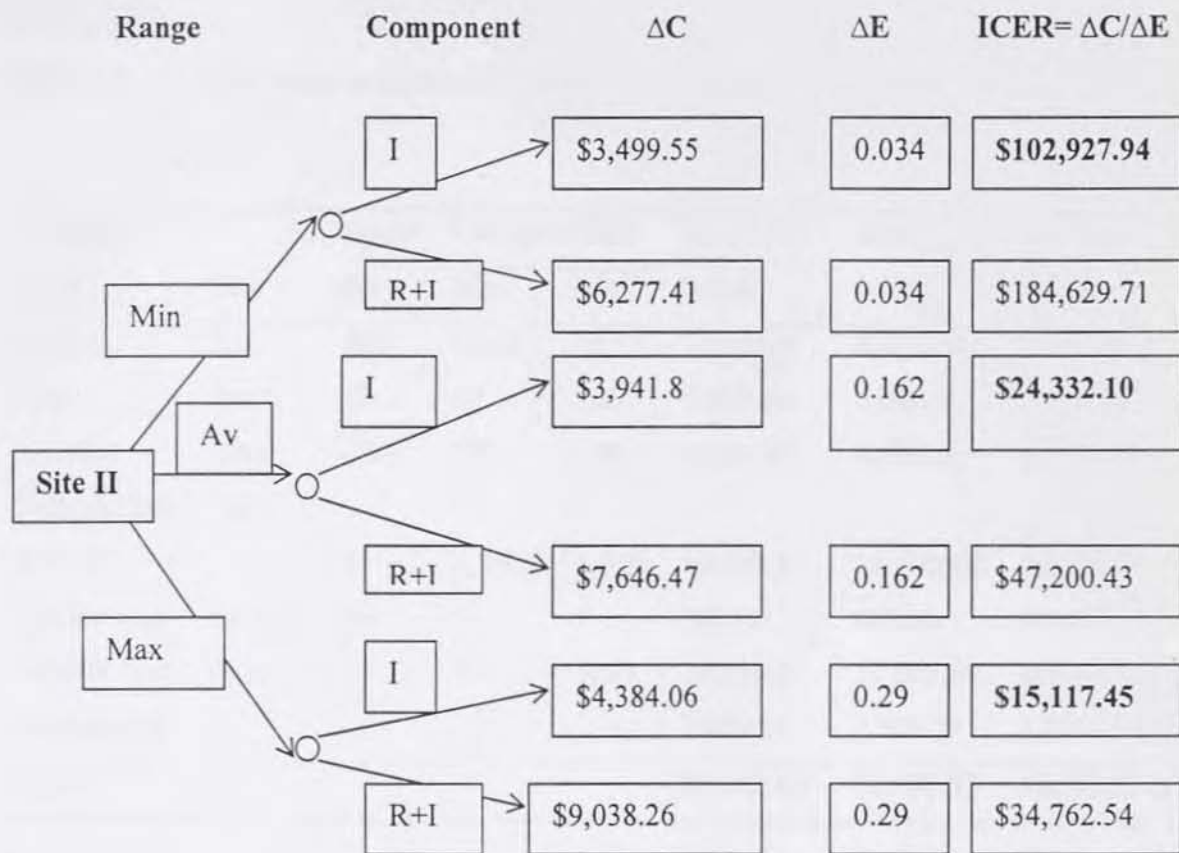 Range Component ΔC ΔE ICER= ΔC/ΔE
I $3,499.55 0.034 $102,927.94
R+I $6,277.41 0.034 $184,629.71
Min
I $3,941.8 0.162 $24,332.10
Av
Site II
R+I $7,646.47 0.162 $47,200.43
Max
I $4,384.06 0.29 $15,117.45
R+I $9,038.26 0.29 $34,762.54